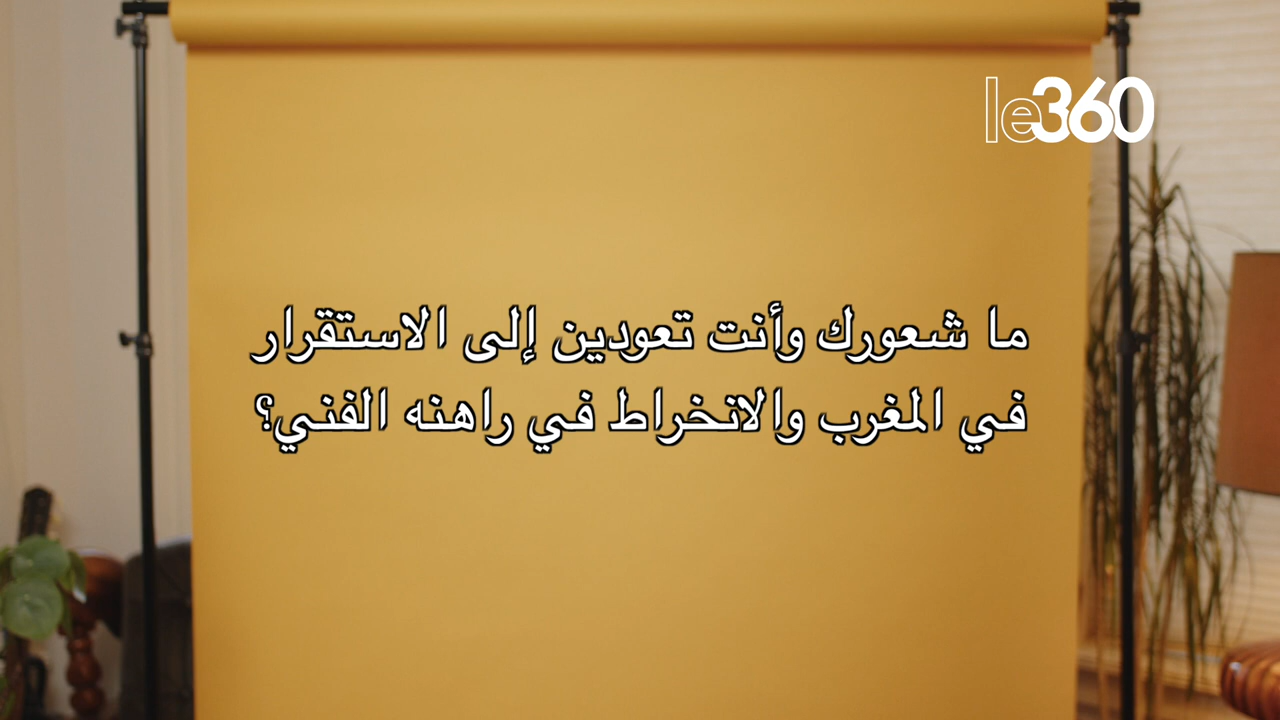 le360
ما شعورك وأنت تعودين إلى الاستقرار
في المغرب والانخراط في راهنه الفني؟